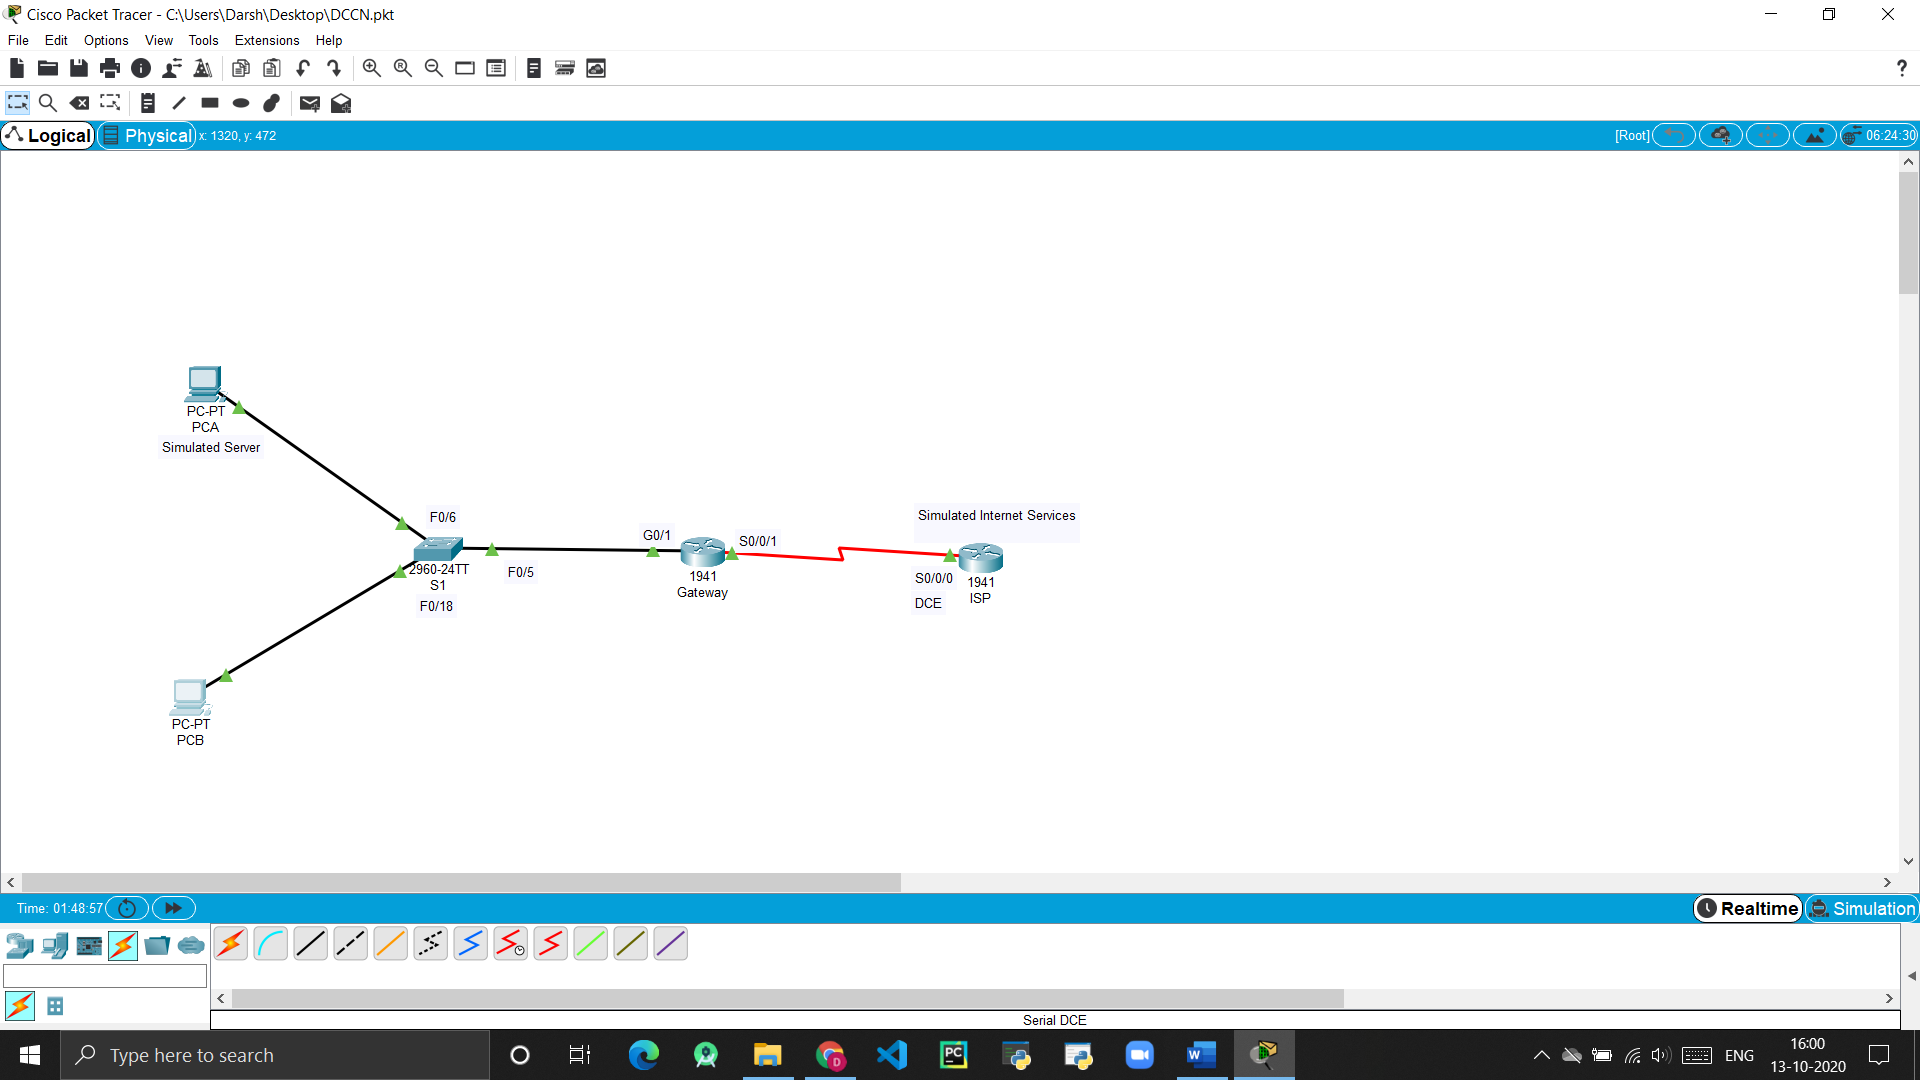 Cisco Packet Tracer - C:\Users\Darsh\Desktop\DCCN.pkt
File Edit Options View Tools Extensions Help
?
Logical Physical x: 1320, y: 472 [Root] 06:24:30
PC-PT
PCA
Simulated Server
F0/6
2960-24TT
S1
F0/18
F0/5
G0/1
S0/0/1
1941
Gateway
Simulated Internet Services
S0/0/0
DCE
1941
ISP
PC-PT
PCB
Time: 01:48:57 Realtime Simulation
Serial DCE
Type here to search
D
PC
W
ENG
16:00
13-10-2020